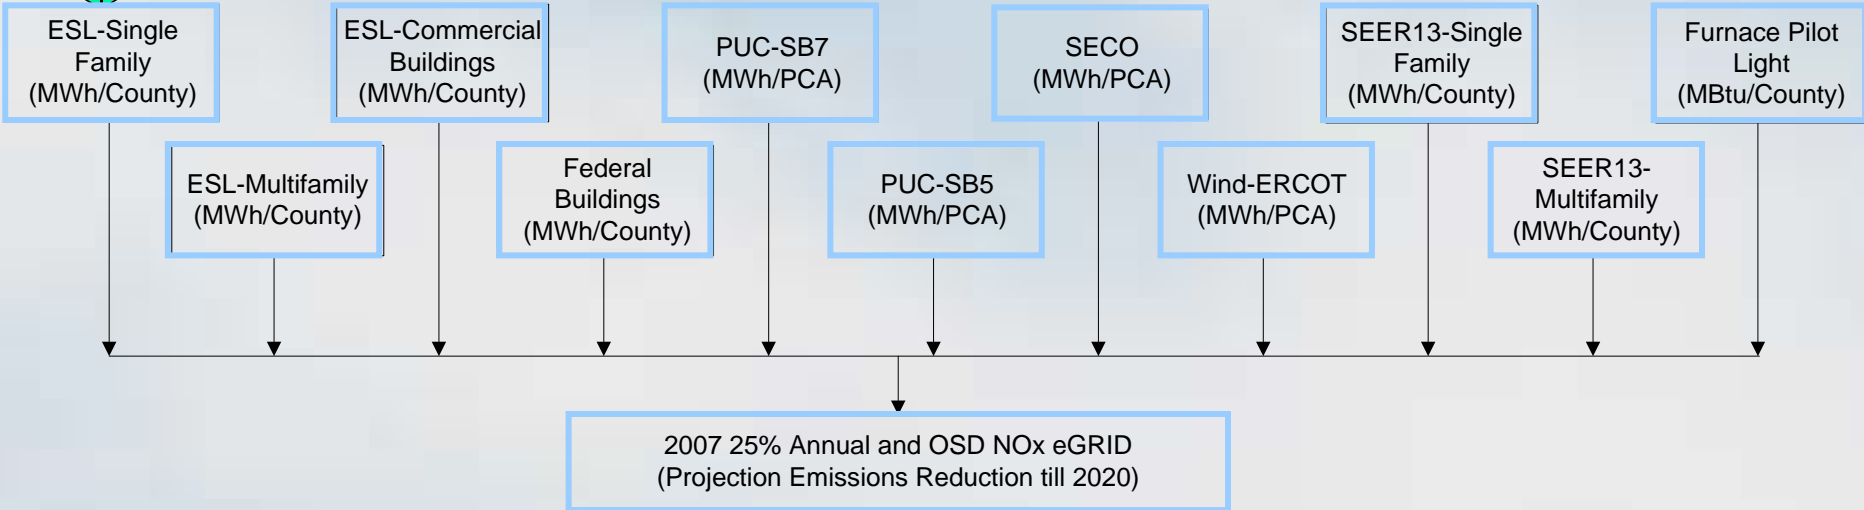 ESL-Single
Family
(MWh/County)
ESL-Commercial
Buildings
(MWh/County)
PUC-SB7
(MWh/PCA)
SECO
(MWh/PCA)
SEER13-Single
Family
(MWh/County)
Furnace Pilot
Light
(MBtu/County)
ESL-Multifamily
(MWh/County)
Federal
Buildings
(MWh/County)
PUC-SB5
(MWh/PCA)
Wind-ERCOT
(MWh/PCA)
SEER13-
Multifamily
(MWh/County)
2007 25% Annual and OSD NOx eGRID
(Projection Emissions Reduction till 2020)